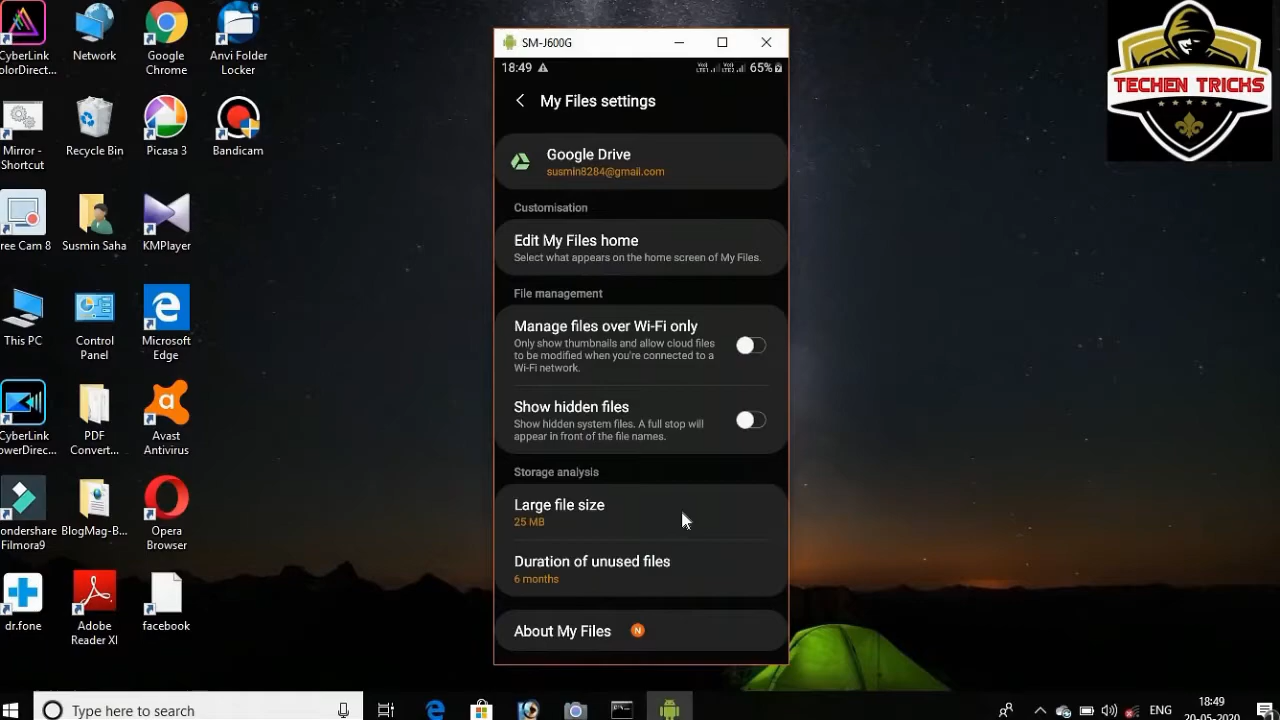 CyberLink
ColorDirect...
Network
Google
Chrome
Anvi Folder
Locker
Mirror -
Shortcut
Recycle Bin
Picasa 3
Bandicam
ree Cam 8
Susmin Saha
KMPlayer
This PC
Control
Panel
Microsoft
Edge
CyberLink
owerDirec...
PDF
Convert...
Avast
Antivirus
ondershare
Filmora9
BlogMag-B...
Opera
Browser
dr.fone
Adobe
Reader XI
facebook
SM-J600G
18:49
VoD LTE1
VoD LTE2
65%
My Files settings
Google Drive
susmin8284@gmail.com
Customisation
Edit My Files home
Select what appears on the home screen of My Files.
File management
Manage files over Wi-Fi only
Only show thumbnails and allow cloud files
to be modified when you're connected to a
Wi-Fi network.
Show hidden files
Show hidden system files. A full stop will
appear in front of the file names.
Storage analysis
Large file size
25 MB
Duration of unused files
6 months
About My Files N
TECHEN TRICKS
Type here to search
ENG
18:49
20-05-2020